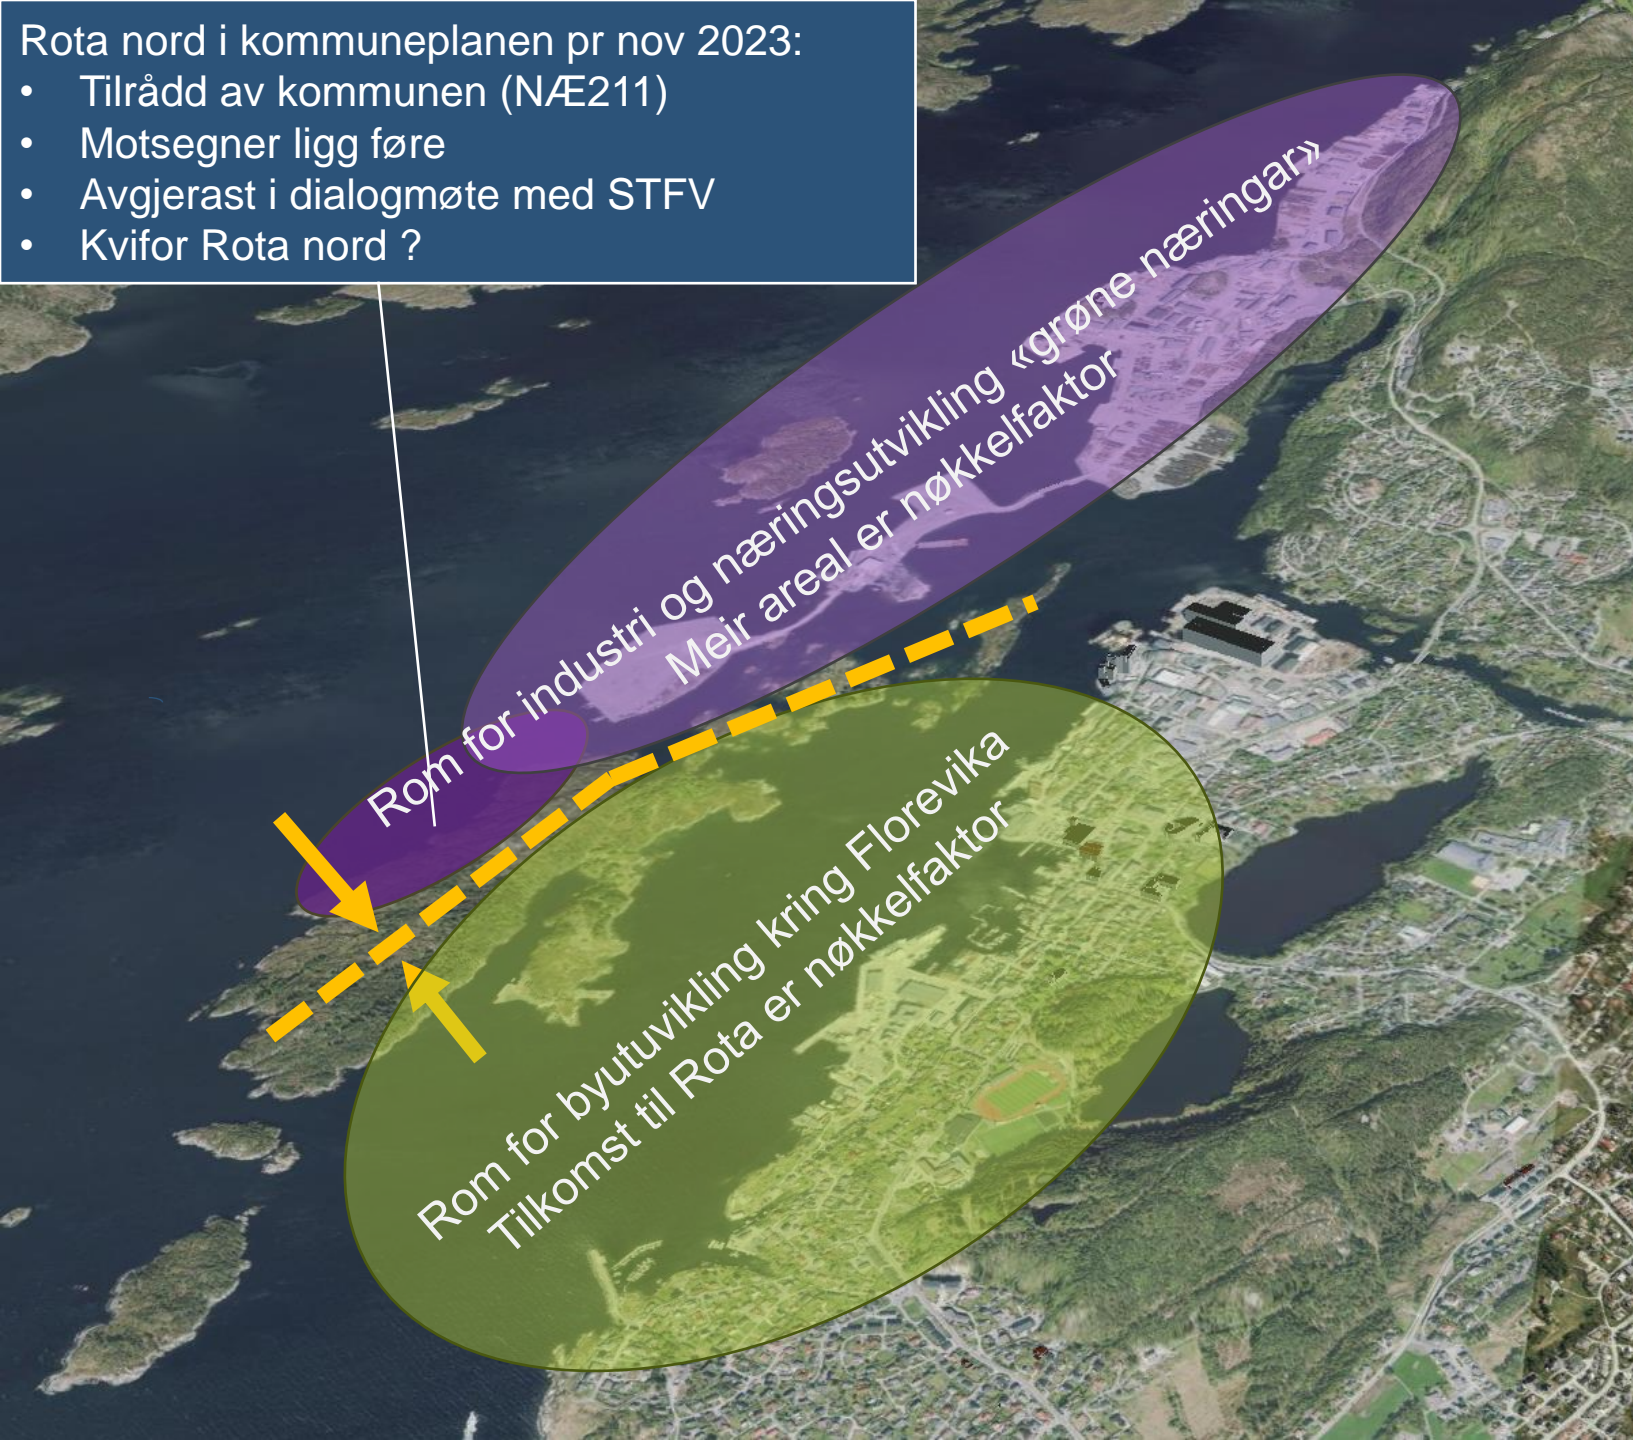 Rota nord i kommuneplanen pr nov 2023:
• Tilrådd av kommunen (NÆ211)
• Motsegner ligg føre
• Avgjerast i dialogmøte med STFV
• Kvifor Rota nord ?
Rom for industri og næringsutvikling «grøne næringar»
Meir areal er nøkkelfaktor
Rom for byutuvikling kring Florevika
Tilkomst til Rota er nøkkelfaktor